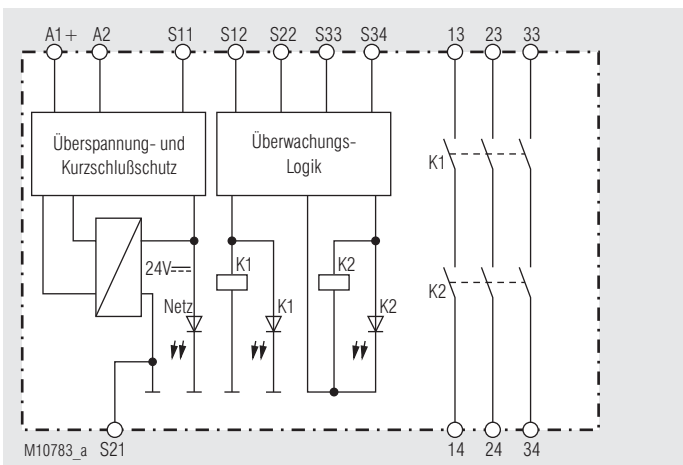 A1+ A2 S11 S12 S22 S33 S34 13 23 33
Überspannung- und
Kurzschlußschutz
Überwachungs-
Logik
K1
24V
K1
K2
K2
Netz
K1
K2
M10783_a S21 14 24 34